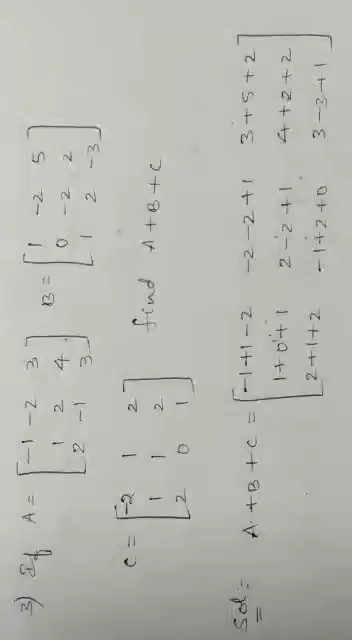 3) If A = [-1 -2 3 B = [1 -2 5
1 2 4 0 -2 2
2 -1 3] 1 2 -3]
C = [-2 1 2
1 1 2 find A+B+C
2 0 1]
Sol:- A+B+C = [-1+1-2 -2-2+1 3+5+2
1+0+1 2-2+1 4+2+2
2+1+2 -1+2+0 3-3+1]